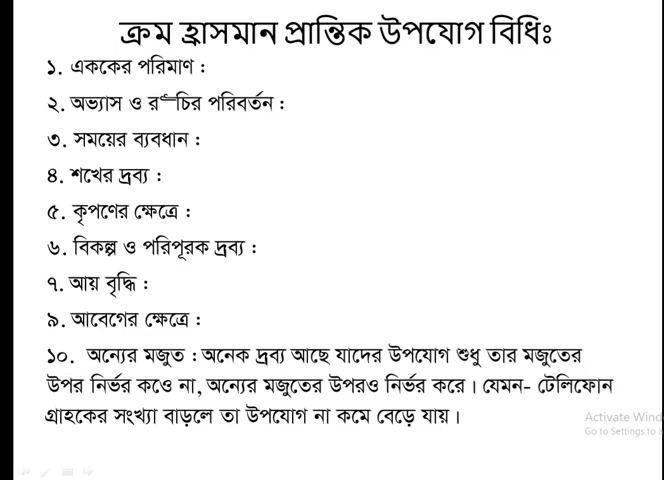 ক্রম হ্রাসমান প্রান্তিক উপযোগ বিধিঃ
১. এককের পরিমাণ :
২. অভ্যাস ও র“চির পরিবর্তন :
৩. সময়ের ব্যবধান :
৪. শখের দ্রব্য :
৫. কৃপণের ক্ষেত্রে :
৬. বিকল্প ও পরিপূরক দ্রব্য :
৭. আয় বৃদ্ধি :
৯. আবেগের ক্ষেত্রে :
১০. অন্যের মজুত : অনেক দ্রব্য আছে যাদের উপযোগ শুধু তার মজুতের
উপর নির্ভর কওে না, অন্যের মজুতের উপরও নির্ভর করে। যেমন- টেলিফোন
গ্রাহকের সংখ্যা বাড়লে তা উপযোগ না কমে বেড়ে যায়।
Activate Wind
Go to Settings to a